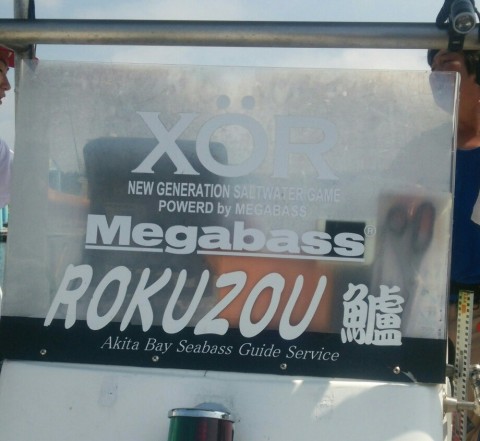 XÖR
NEW GENERATION SALTWATER GAME
POWERD by MEGABASS
Megabass®
ROKUZOU 鱸
Akita Bay Seabass Guide Service